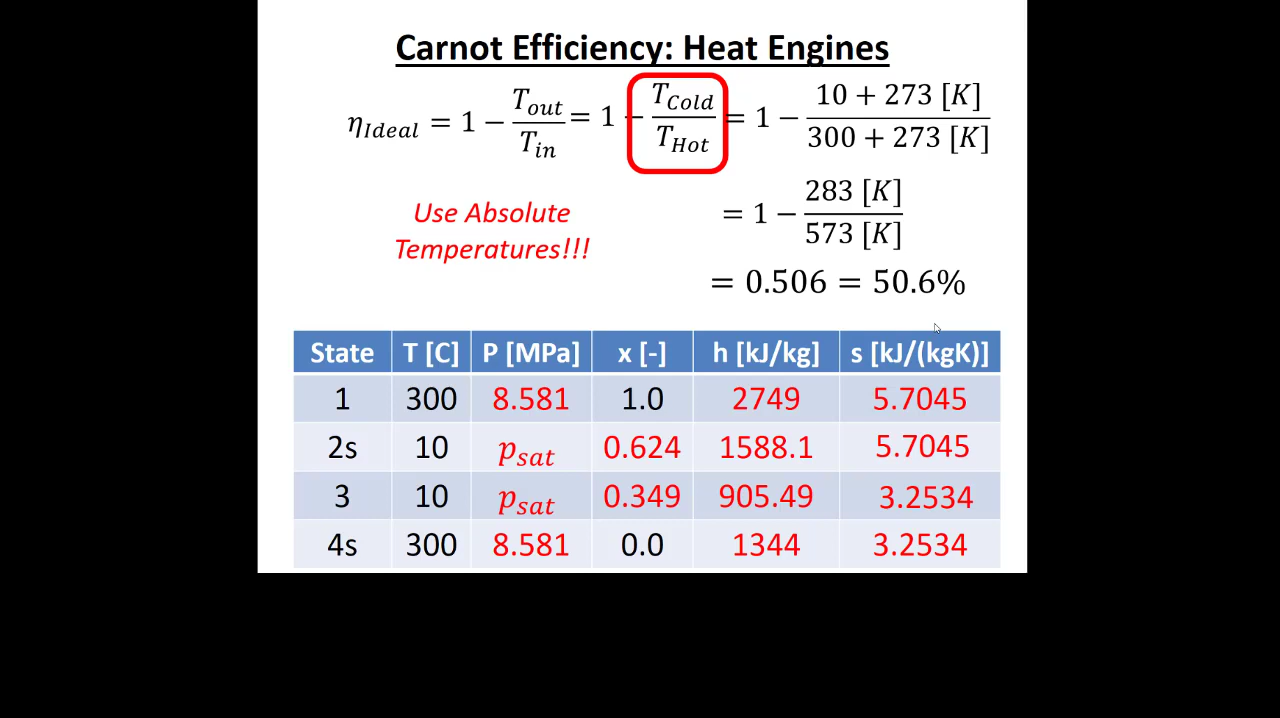 Carnot Efficiency: Heat Engines
η_Ideal = 1 − T_out/T_in = 1 − T_Cold/T_Hot = 1 − (10 + 273 [K])/(300 + 273 [K])
Use Absolute
Temperatures!!!
= 1 − 283 [K]/573 [K]
= 0.506 = 50.6%
State T [C] P [MPa] x [-] h [kJ/kg] s [kJ/(kgK)]
1 300 8.581 1.0 2749 5.7045
2s 10 p_sat 0.624 1588.1 5.7045
3 10 p_sat 0.349 905.49 3.2534
4s 300 8.581 0.0 1344 3.2534